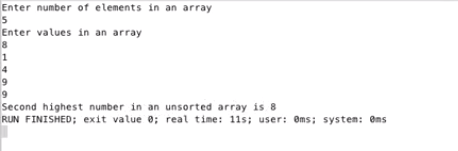 Enter number of elements in an array
5
Enter values in an array
8
1
4
9
9
Second highest number in an unsorted array is 8
RUN FINISHED; exit value 0; real time: 11s; user: 0ms; system: 0ms